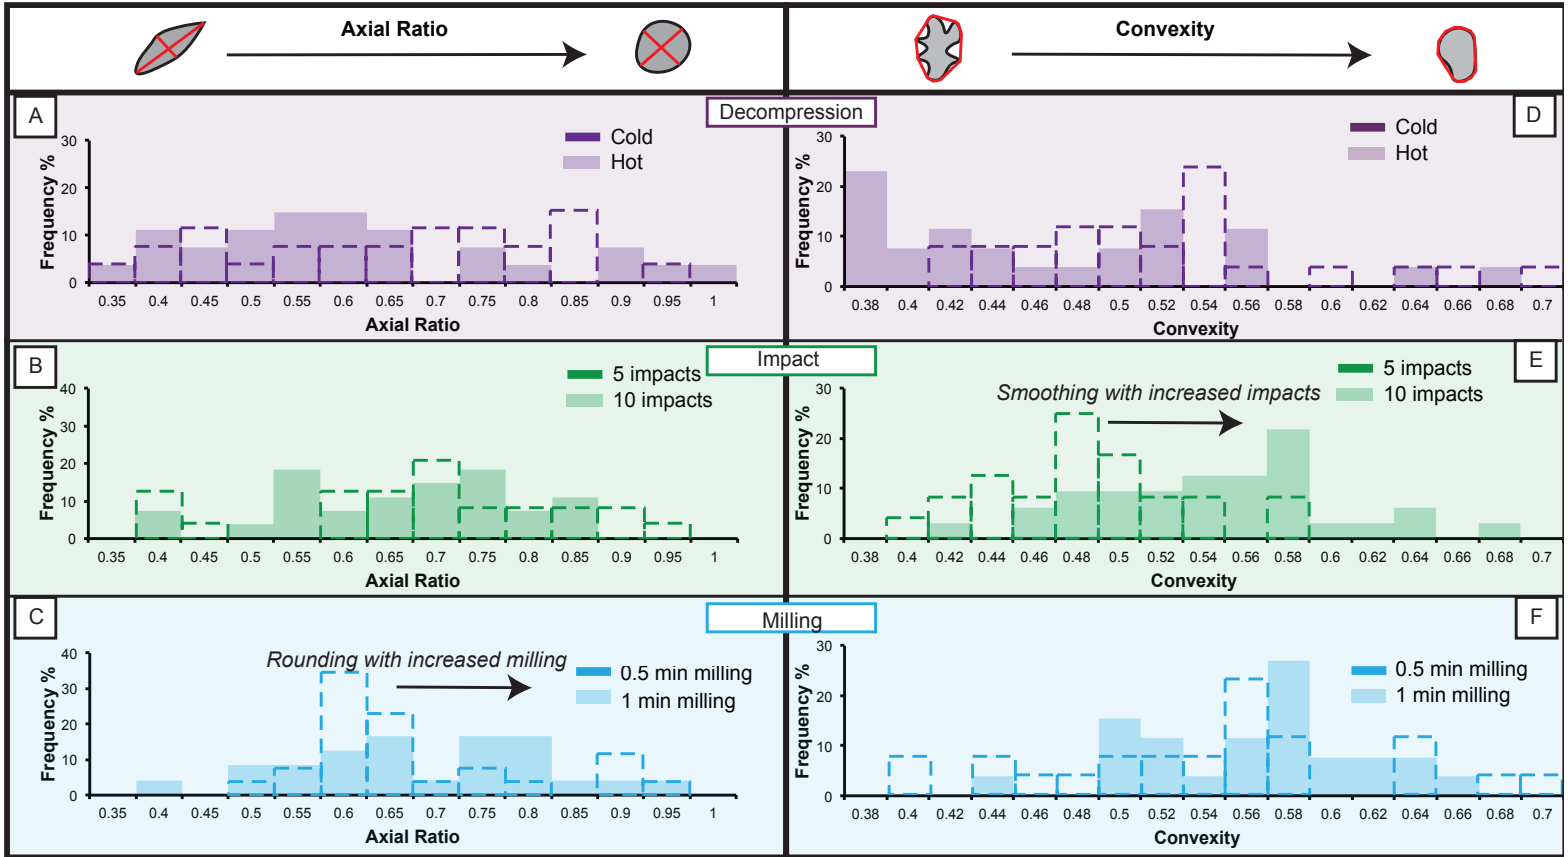 Axial Ratio
Convexity
Decompression
A
Frequency %
30
20
10
0
Cold
Hot
0.35 0.4 0.45 0.5 0.55 0.6 0.65 0.7 0.75 0.8 0.85 0.9 0.95 1
Axial Ratio
D
Frequency %
30
20
10
0
Cold
Hot
0.38 0.4 0.42 0.44 0.46 0.48 0.5 0.52 0.54 0.56 0.58 0.6 0.62 0.64 0.66 0.68 0.7
Convexity
Impact
B
Frequency %
40
30
20
10
0
5 impacts
10 impacts
0.35 0.4 0.45 0.5 0.55 0.6 0.65 0.7 0.75 0.8 0.85 0.9 0.95 1
Axial Ratio
E
Frequency %
30
20
10
0
Smoothing with increased impacts
5 impacts
10 impacts
0.38 0.4 0.42 0.44 0.46 0.48 0.5 0.52 0.54 0.56 0.58 0.6 0.62 0.64 0.66 0.68 0.7
Convexity
Milling
C
Frequency %
40
30
20
10
0
Rounding with increased milling
0.5 min milling
1 min milling
0.35 0.4 0.45 0.5 0.55 0.6 0.65 0.7 0.75 0.8 0.85 0.9 0.95 1
Axial Ratio
F
Frequency %
30
20
10
0
0.5 min milling
1 min milling
0.38 0.4 0.42 0.44 0.46 0.48 0.5 0.52 0.54 0.56 0.58 0.6 0.62 0.64 0.66 0.68 0.7
Convexity